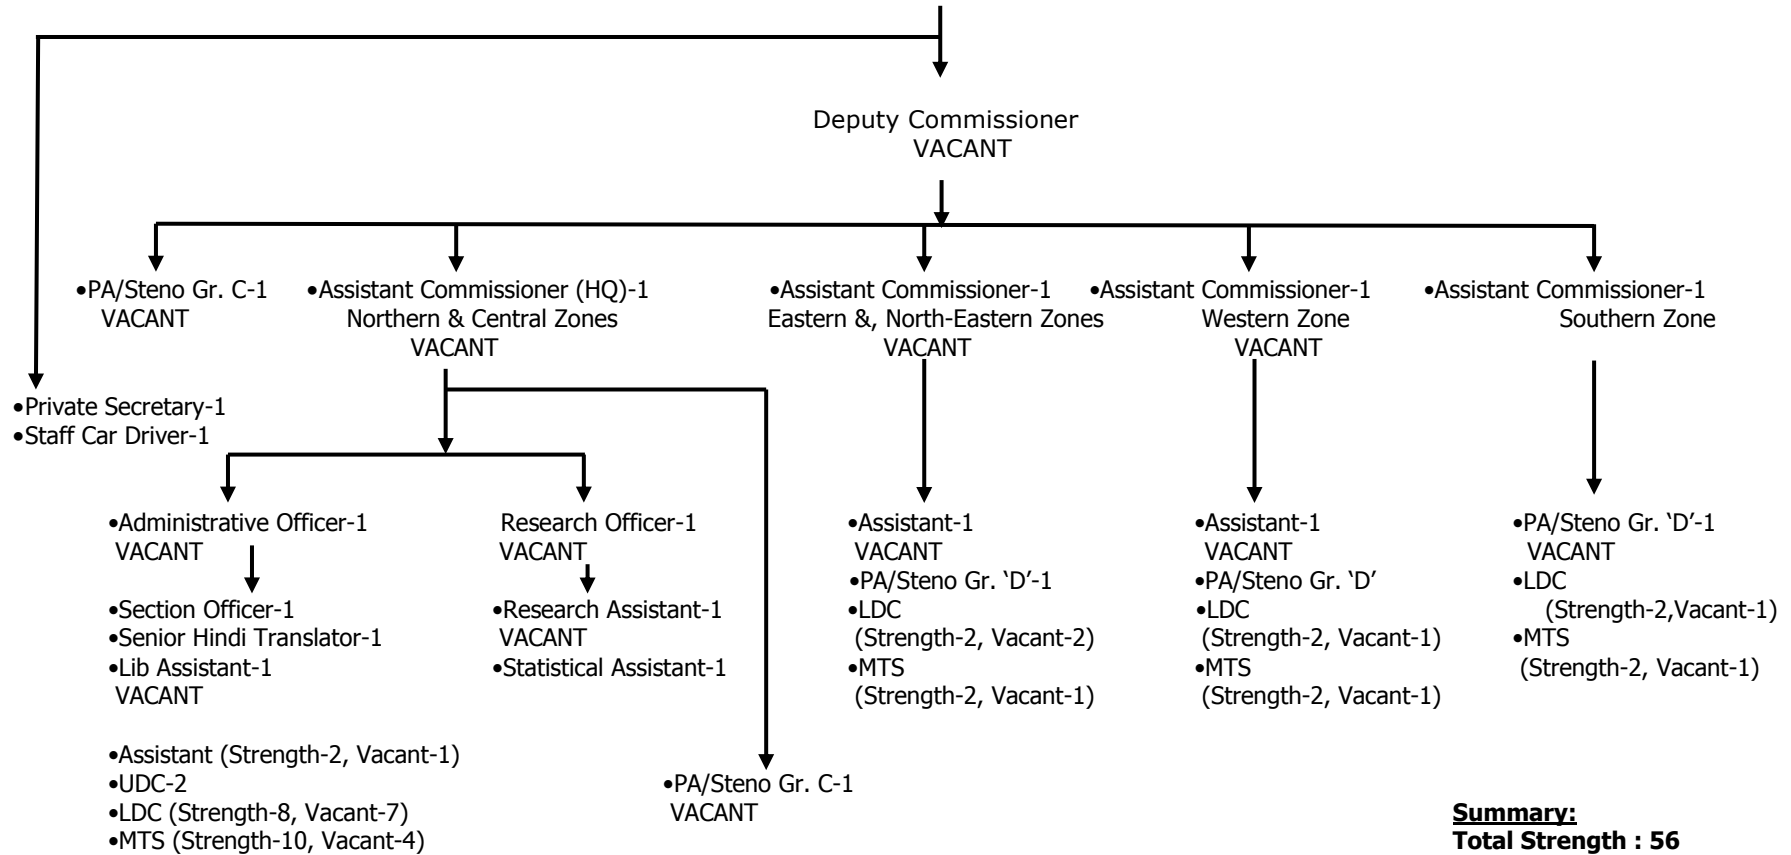 Deputy Commissioner
VACANT
•PA/Steno Gr. C-1
VACANT
•Assistant Commissioner (HQ)-1
Northern & Central Zones
VACANT
•Assistant Commissioner-1
Eastern &, North-Eastern Zones
VACANT
•Assistant Commissioner-1
Western Zone
VACANT
•Assistant Commissioner-1
Southern Zone
•Private Secretary-1
•Staff Car Driver-1
•Administrative Officer-1
VACANT
•Section Officer-1
•Senior Hindi Translator-1
•Lib Assistant-1
VACANT
•Assistant (Strength-2, Vacant-1)
•UDC-2
•LDC (Strength-8, Vacant-7)
•MTS (Strength-10, Vacant-4)
Research Officer-1
VACANT
•Research Assistant-1
VACANT
•Statistical Assistant-1
•PA/Steno Gr. C-1
VACANT
•Assistant-1
VACANT
•PA/Steno Gr. ‘D’-1
•LDC
(Strength-2, Vacant-2)
•MTS
(Strength-2, Vacant-1)
•Assistant-1
VACANT
•PA/Steno Gr. ‘D’
•LDC
(Strength-2, Vacant-1)
•MTS
(Strength-2, Vacant-1)
•PA/Steno Gr. ‘D’-1
VACANT
•LDC
(Strength-2,Vacant-1)
•MTS
(Strength-2, Vacant-1)
Summary:
Total Strength : 56